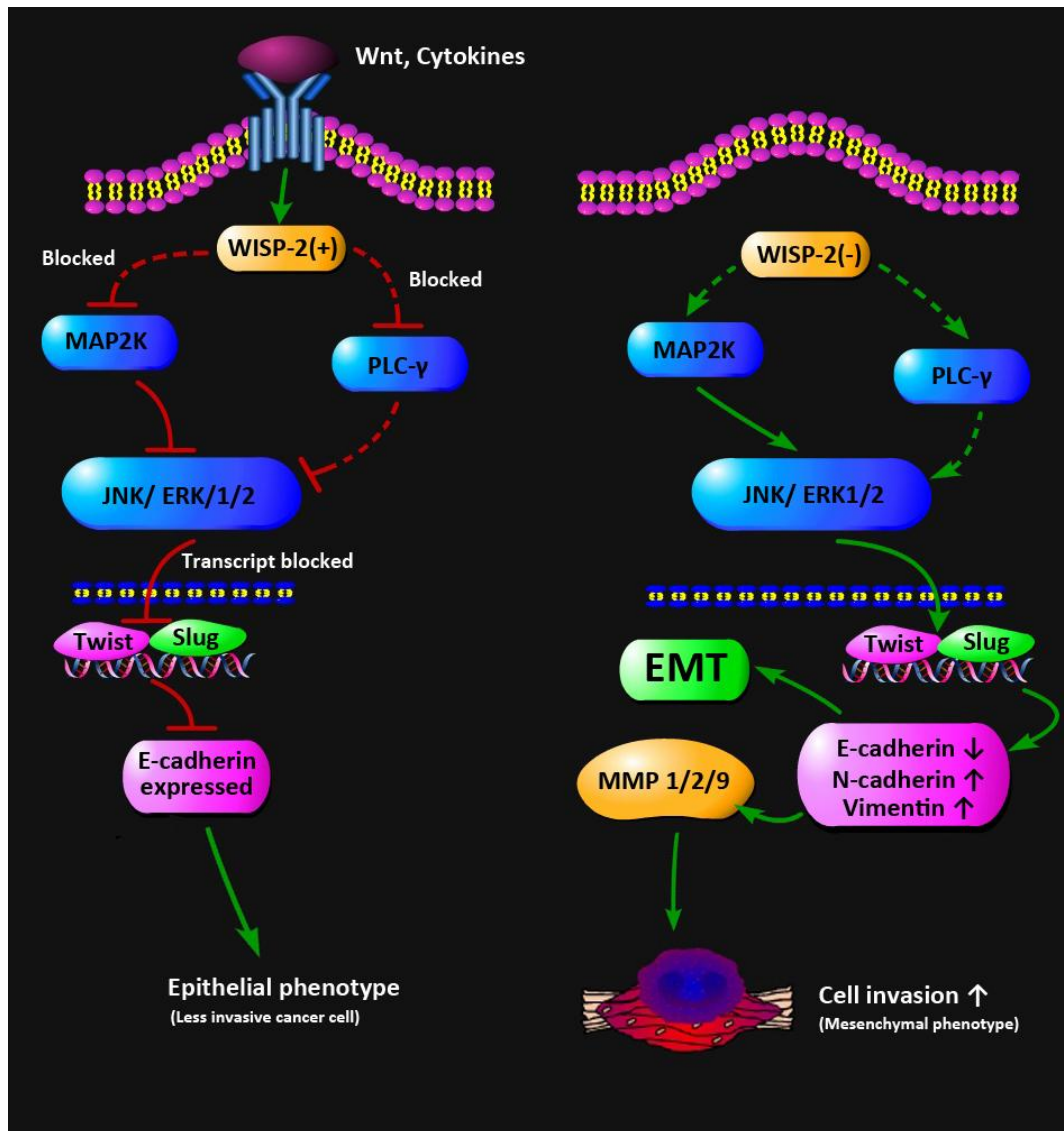 Wnt, Cytokines
WISP-2(+)
Blocked
Blocked
MAP2K
PLC-γ
JNK/ ERK/1/2
Transcript blocked
Twist
Slug
E-cadherin
expressed
Epithelial phenotype
(Less invasive cancer cell)
WISP-2(-)
MAP2K
PLC-γ
JNK/ ERK1/2
Twist
Slug
EMT
E-cadherin ↓
N-cadherin ↑
Vimentin ↑
MMP 1/2/9
Cell invasion ↑
(Mesenchymal phenotype)